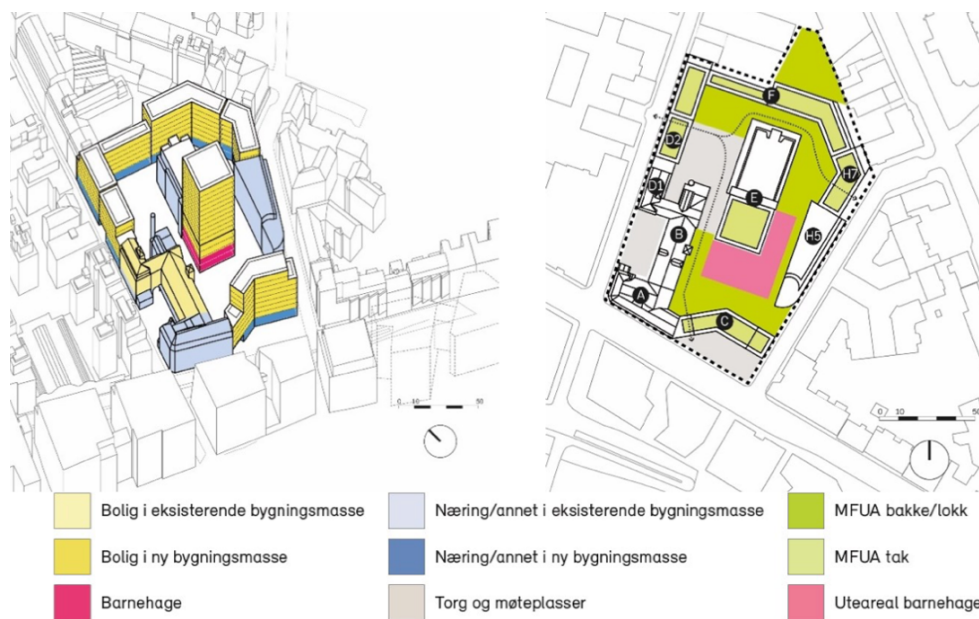 0 10 50
F
D2
H7
D1
E
B
H5
A
C
0 10 50
Bolig i eksisterende bygningsmasse
Næring/annet i eksisterende bygningsmasse
MFUA bakke/lokk
Bolig i ny bygningsmasse
Næring/annet i ny bygningsmasse
MFUA tak
Barnehage
Torg og møteplasser
Uteareal barnehage